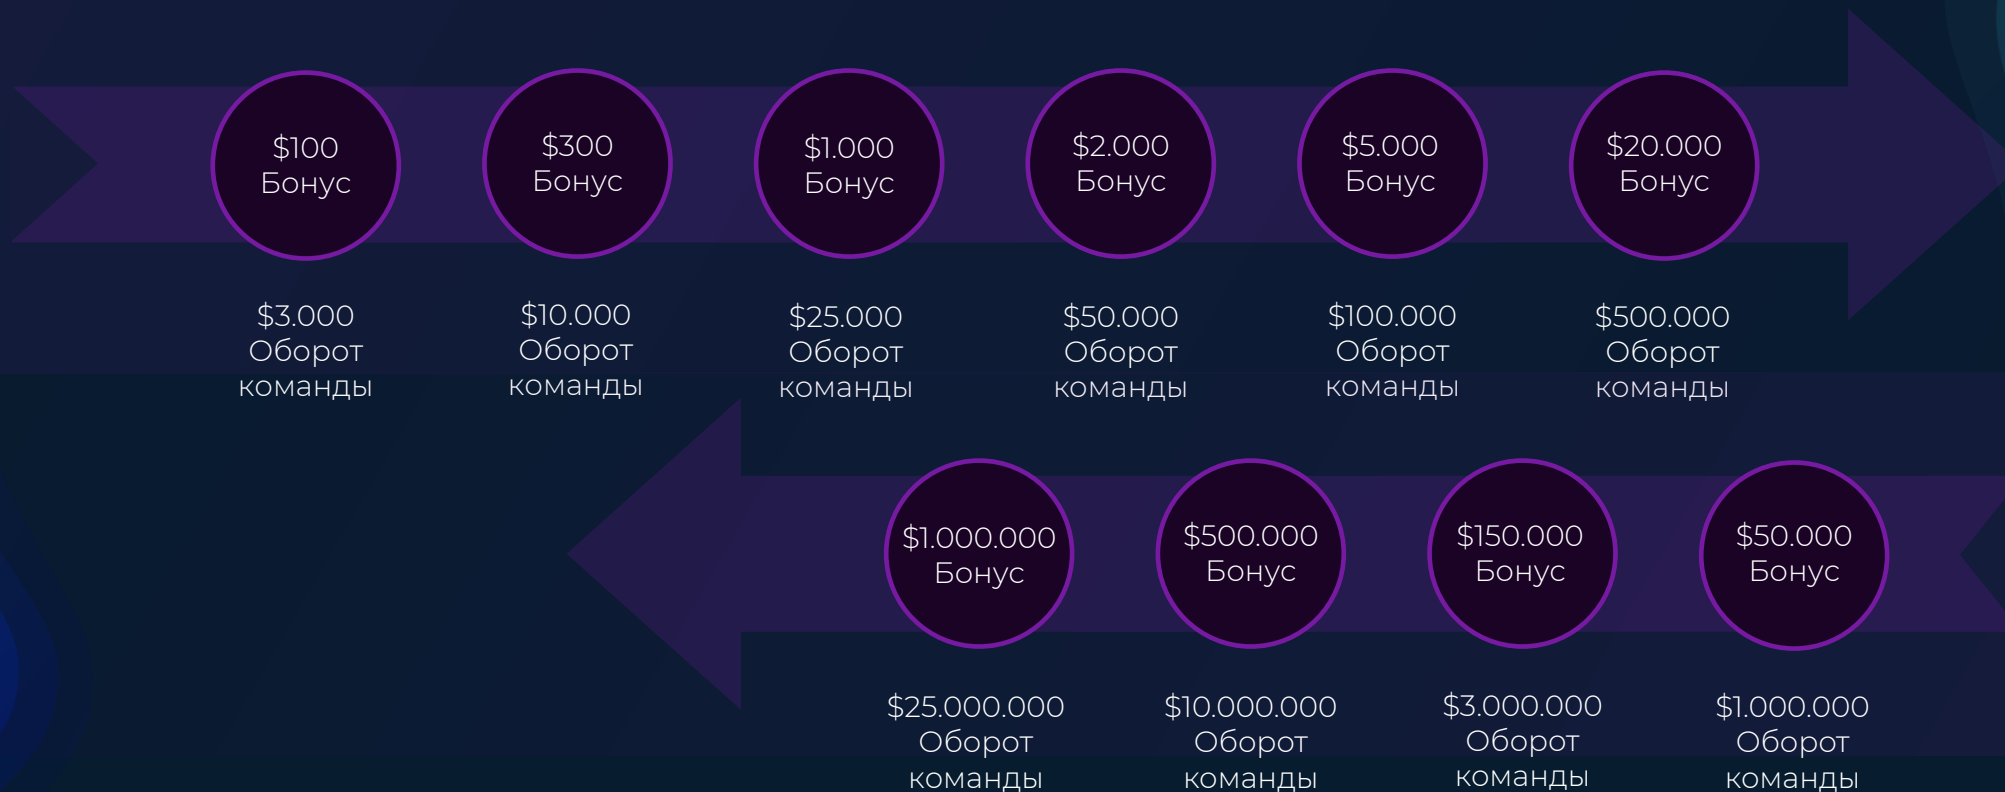 $100
Бонус
$300
Бонус
$1.000
Бонус
$2.000
Бонус
$5.000
Бонус
$20.000
Бонус
$3.000
Оборот
команды
$10.000
Оборот
команды
$25.000
Оборот
команды
$50.000
Оборот
команды
$100.000
Оборот
команды
$500.000
Оборот
команды
$1.000.000
Бонус
$500.000
Бонус
$150.000
Бонус
$50.000
Бонус
$25.000.000
Оборот
команды
$10.000.000
Оборот
команды
$3.000.000
Оборот
команды
$1.000.000
Оборот
команды